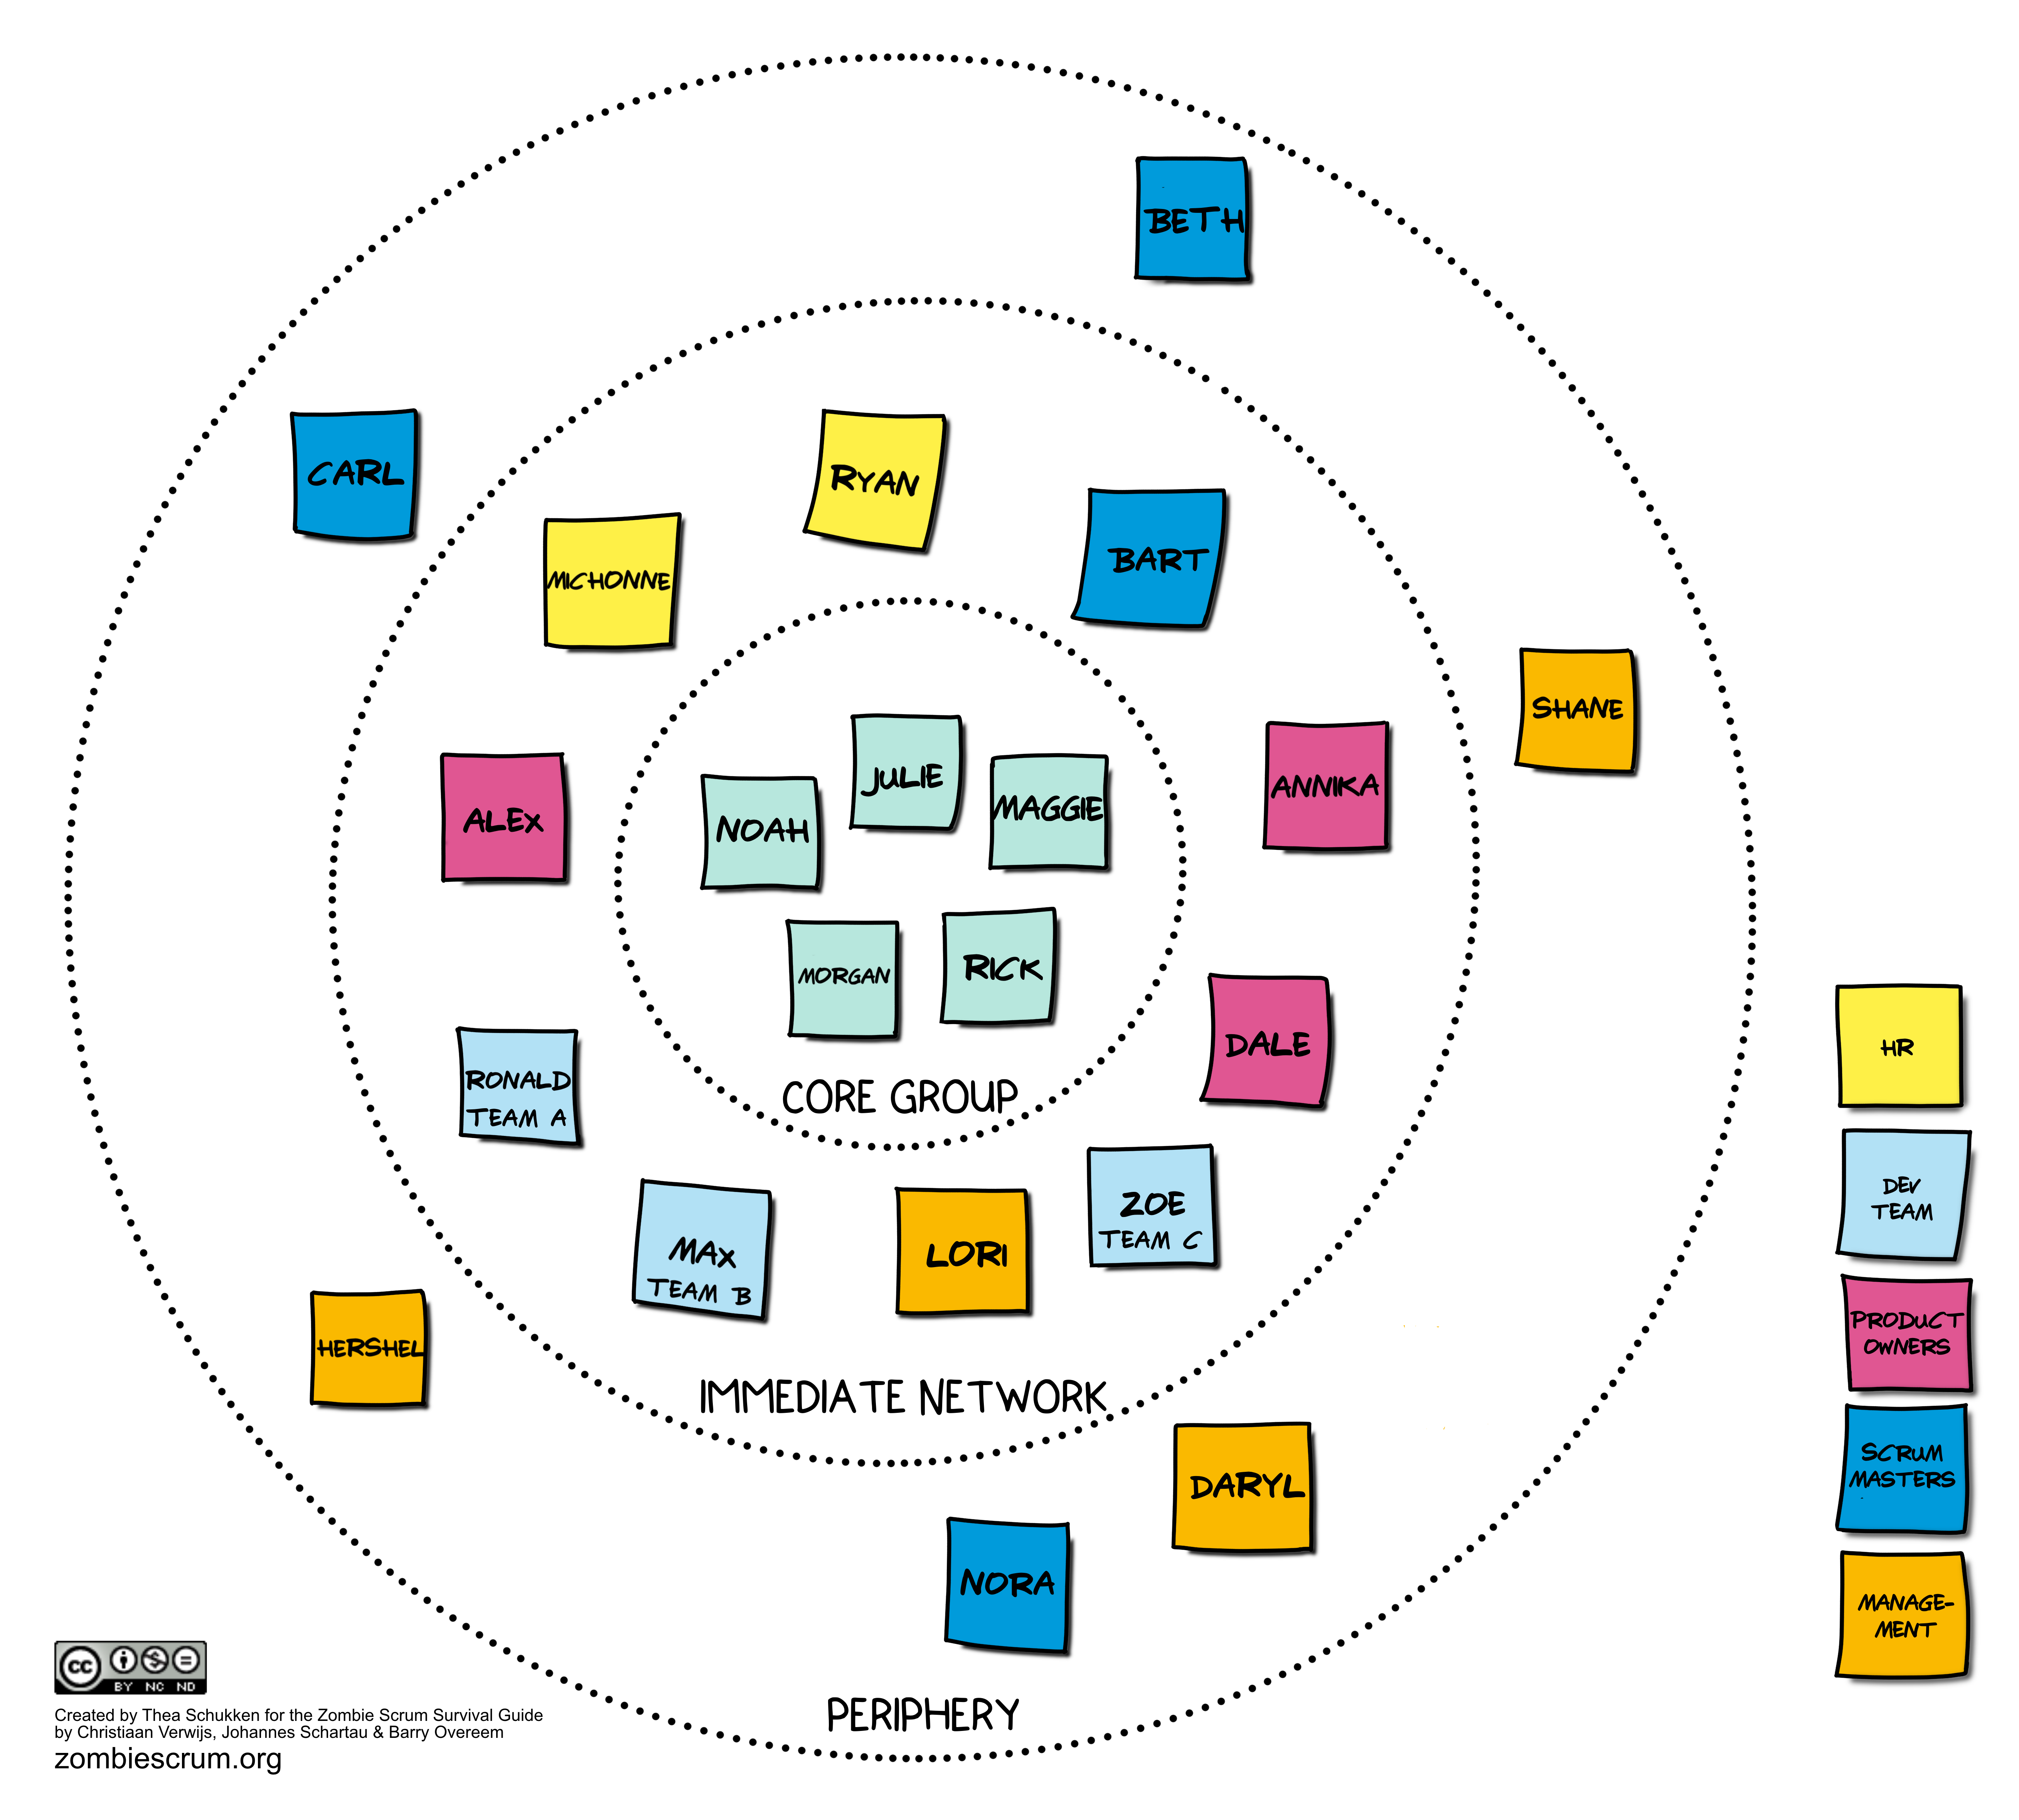 BETH
CARL
RYAN
BART
MICHONNE
SHANE
JULIE
MAGGIE
ANNIKA
ALEX
NOAH
MORGAN
RICK
DALE
RONALD
TEAM A
CORE GROUP
ZOE
TEAM C
MAX
TEAM B
LORI
HERSHEL
IMMEDIATE NETWORK
DARYL
NORA
PERIPHERY
HR
DEV
TEAM
PRODUCT
OWNERS
SCRUM
MASTERS
MANAGE-
MENT
cc
BY NC ND
Created by Thea Schukken for the Zombie Scrum Survival Guide
by Christiaan Verwijs, Johannes Schartau & Barry Overeem
zombiescrum.org